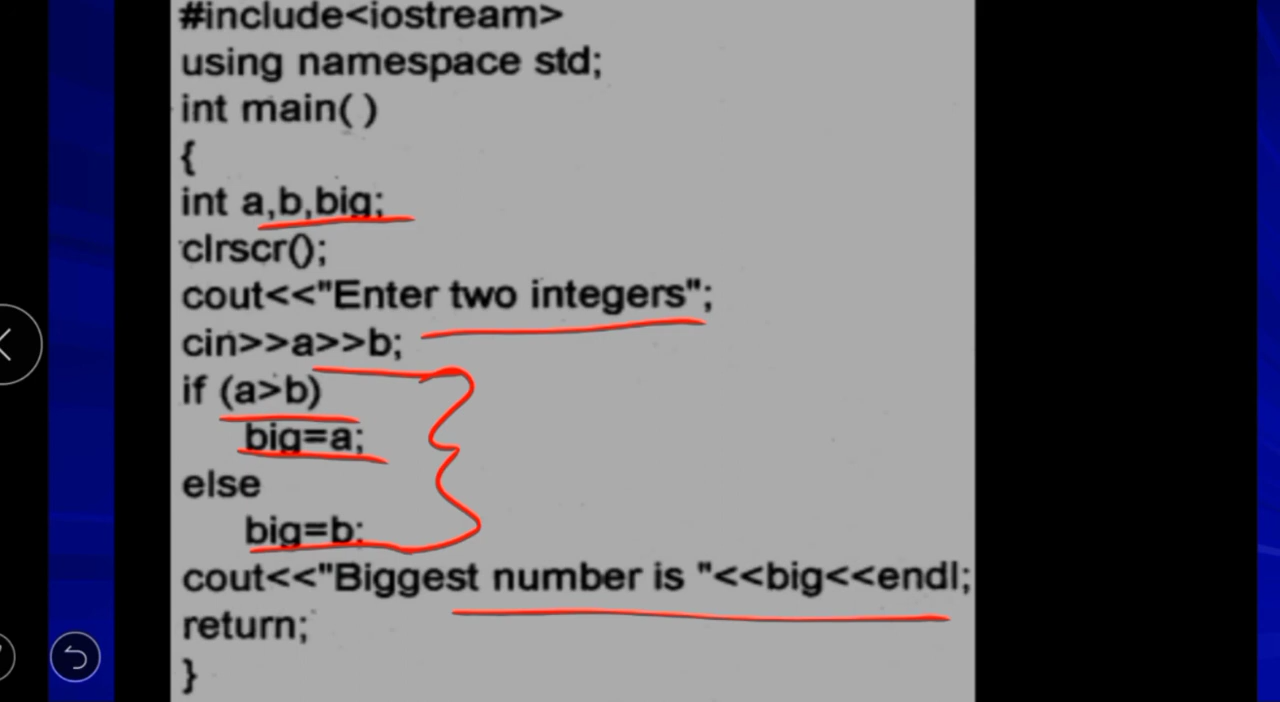 #include<iostream>
using namespace std;
int main( )
{
int a,b,big;
clrscr();
cout<<"Enter two integers";
cin>>a>>b;
if (a>b)
big=a;
else
big=b;
cout<<"Biggest number is "<<big<<endl;
return;
}